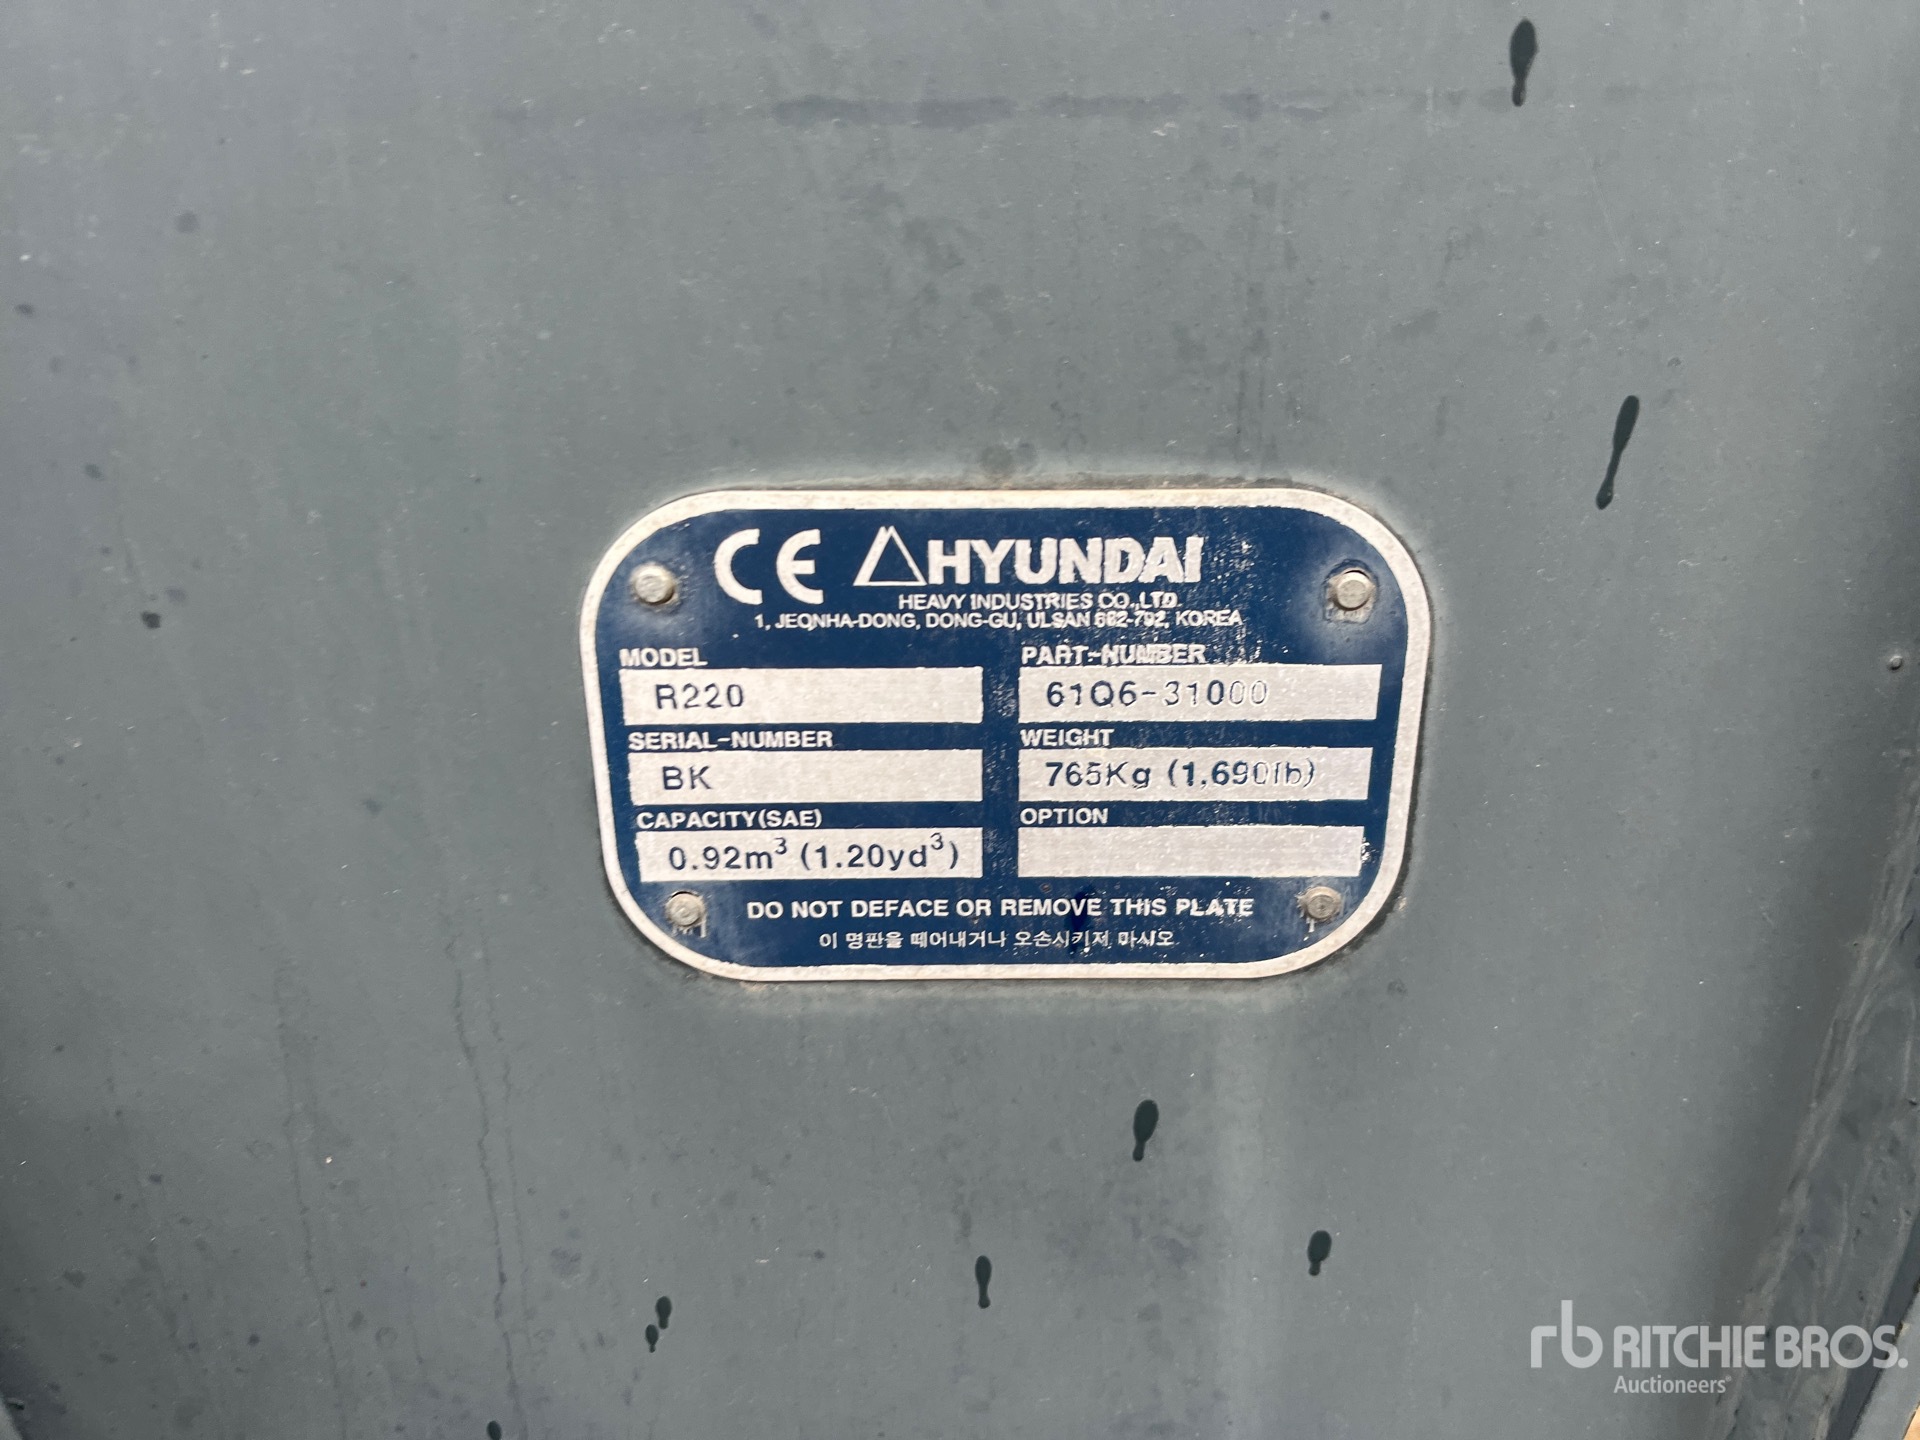 CE HYUNDAI
HEAVY INDUSTRIES CO.,LTD.
1, JEONHA-DONG, DONG-GU, ULSAN 682-792, KOREA
MODEL
R220
PART-NUMBER
61Q6-31000
SERIAL-NUMBER
BK
WEIGHT
765Kg (1,690lb)
CAPACITY(SAE)
0.92m³ (1.20yd³)
OPTION
DO NOT DEFACE OR REMOVE THIS PLATE
이 명판을 떼어내거나 오손시키지 마시오
rb RITCHIE BROS.
Auctioneers